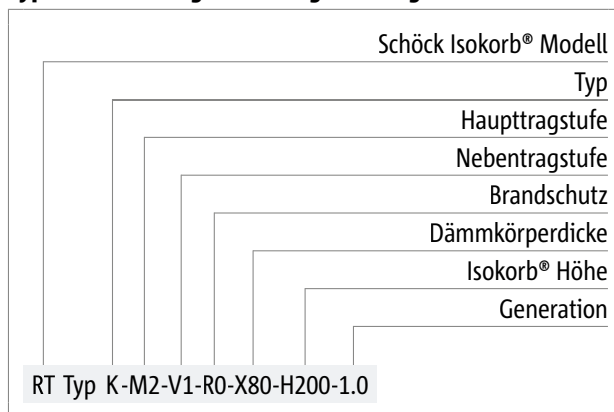 Schöck Isokorb® Modell
Typ
Haupttragstufe
Nebentragstufe
Brandschutz
Dämmkörperdicke
Isokorb® Höhe
Generation
RT Typ K-M2-V1-R0-X80-H200-1.0